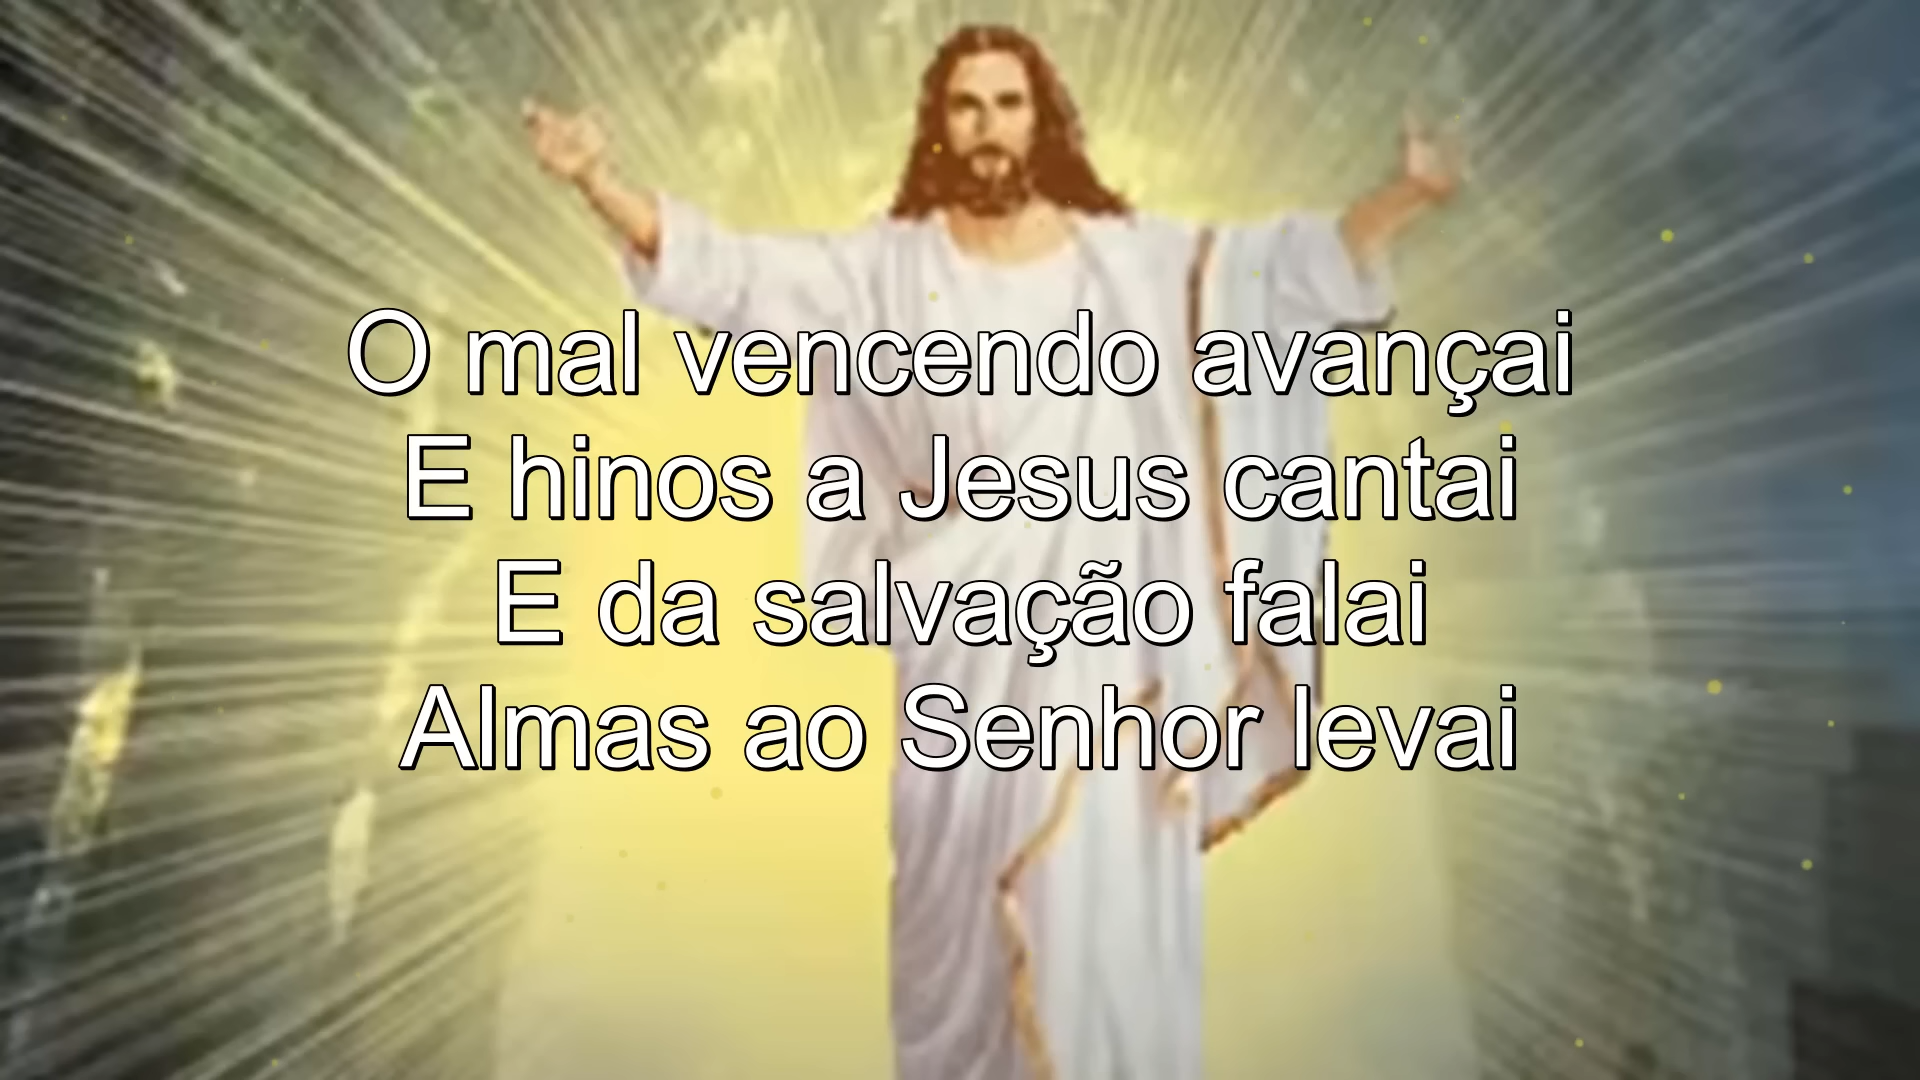 O mal vencendo avançai
E hinos a Jesus cantai
E da salvação falai
Almas ao Senhor levai